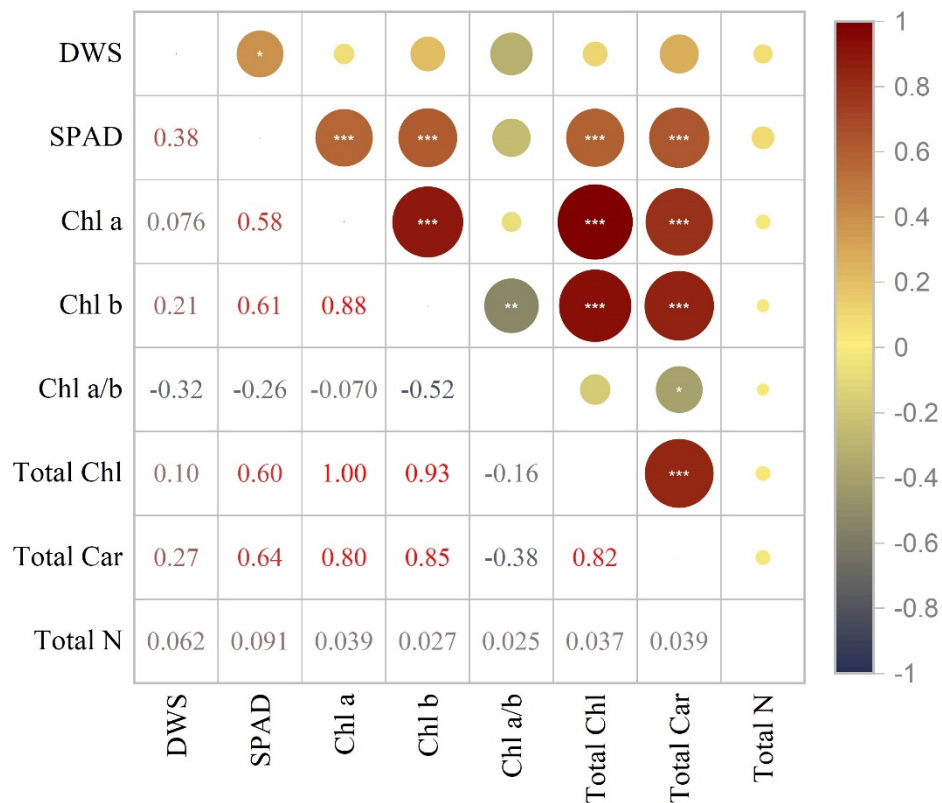 DWS * 
SPAD 0.38 *** *** *** ***
Chl a 0.076 0.58 *** *** ***
Chl b 0.21 0.61 0.88 ** *** ***
Chl a/b -0.32 -0.26 -0.070 -0.52 *
Total Chl 0.10 0.60 1.00 0.93 -0.16 ***
Total Car 0.27 0.64 0.80 0.85 -0.38 0.82
Total N 0.062 0.091 0.039 0.027 0.025 0.037 0.039
DWS
SPAD
Chl a
Chl b
Chl a/b
Total Chl
Total Car
Total N
1
0.8
0.6
0.4
0.2
0
-0.2
-0.4
-0.6
-0.8
-1